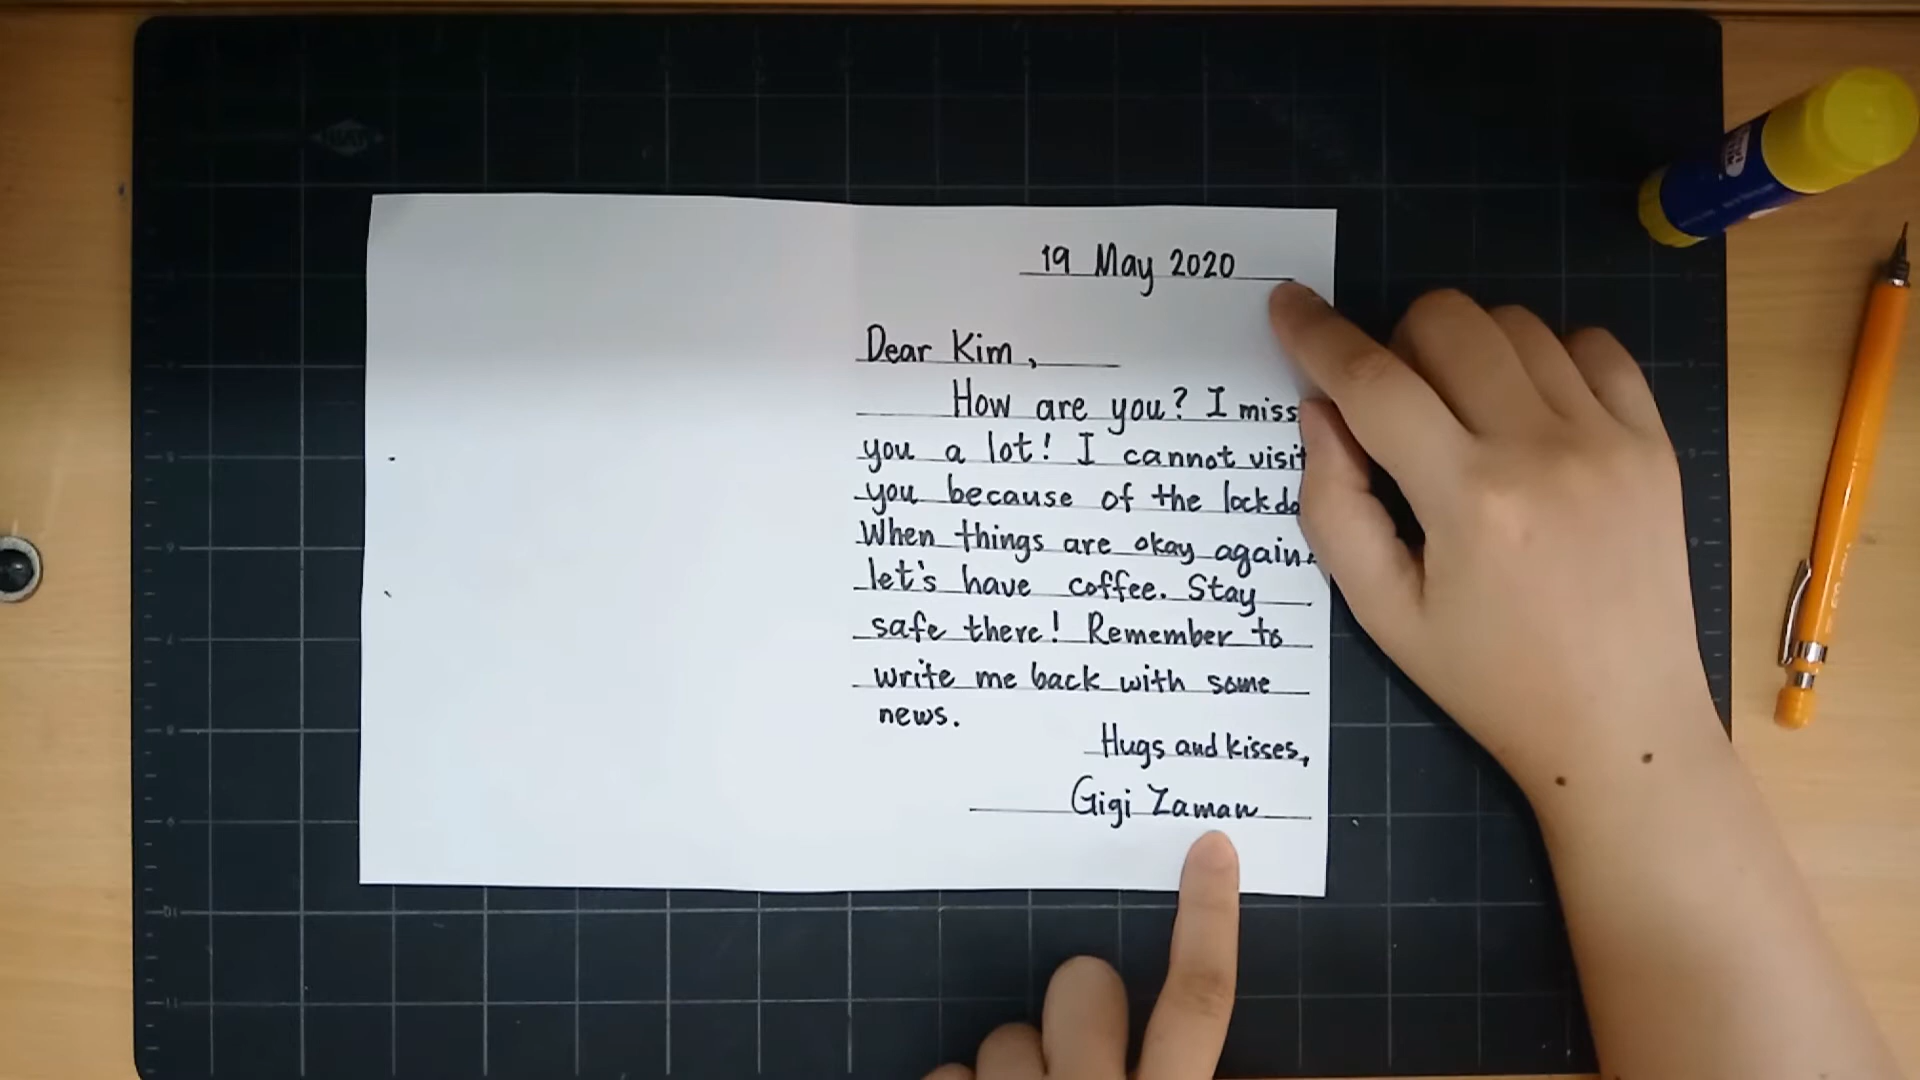 19 May 2020
Dear Kim,
How are you? I miss
you a lot! I cannot visit
you because of the lockdo
When things are okay again,
let's have coffee. Stay
safe there! Remember to
write me back with some
news.
Hugs and kisses,
Gigi Zaman